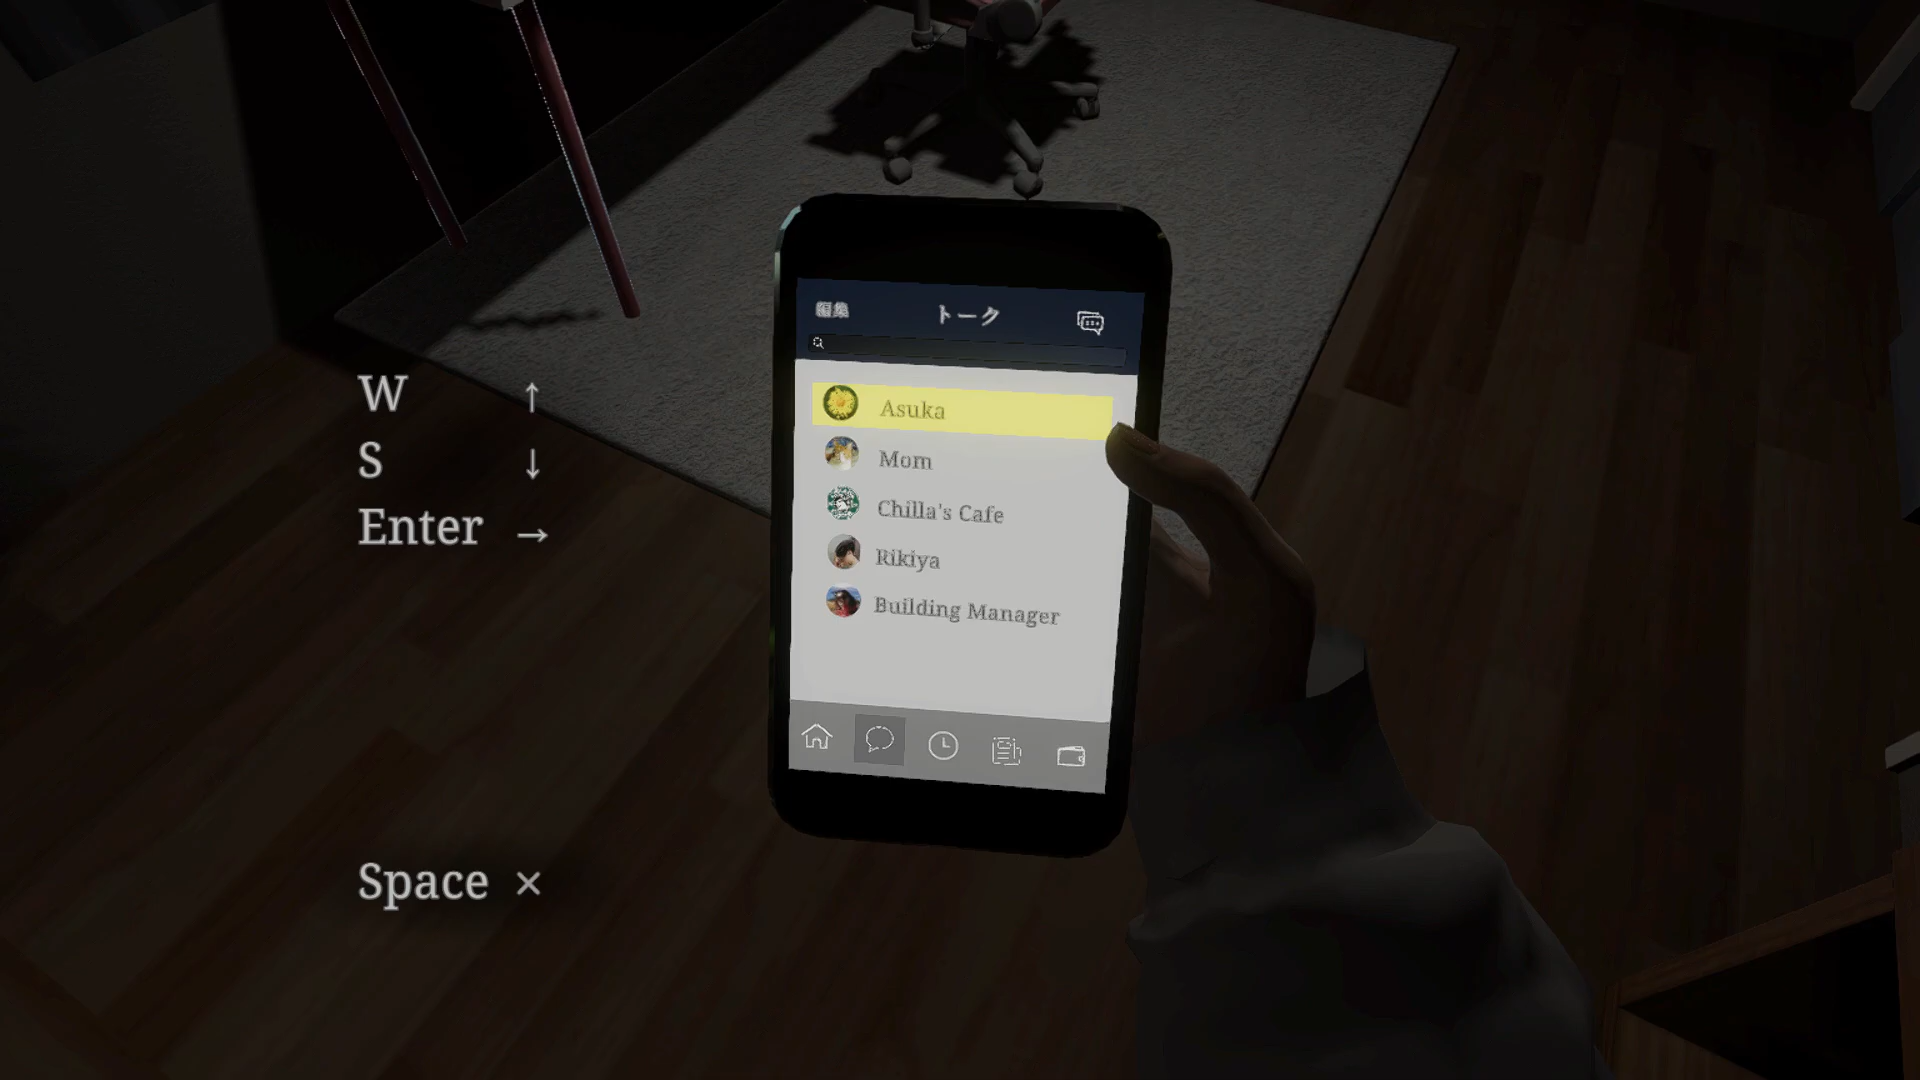 編集
トーク
Asuka
Mom
Chilla's Cafe
Rikiya
Building Manager
W ↑
S ↓
Enter →
Space ×